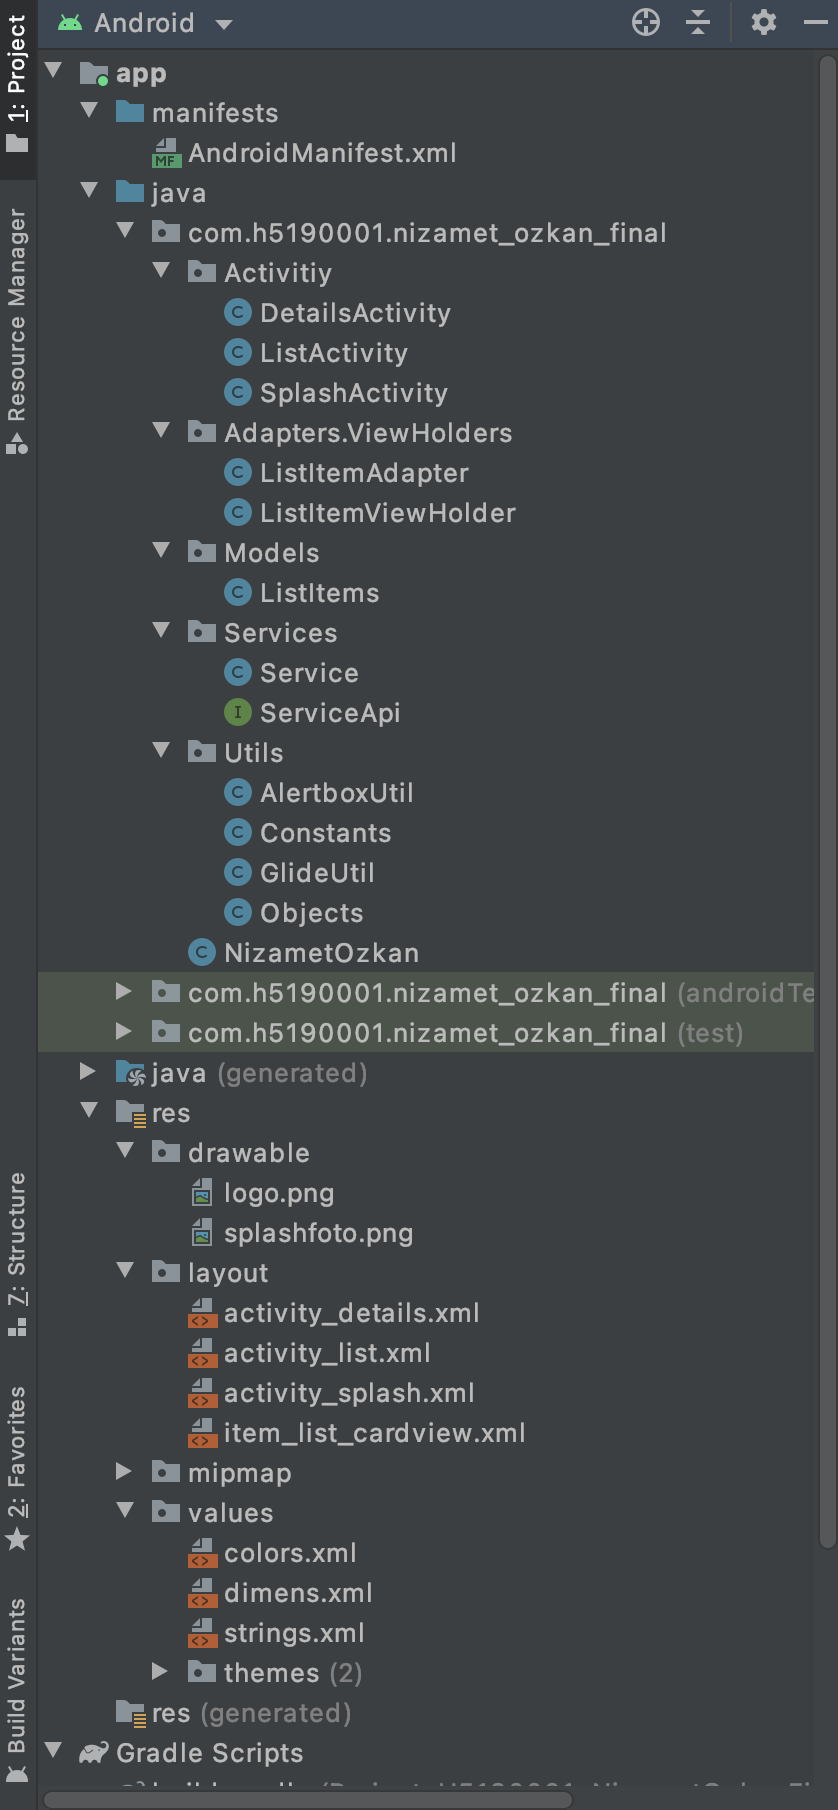 Android
1: Project
Resource Manager
7: Structure
2: Favorites
Build Variants
app
manifests
MF
AndroidManifest.xml
java
com.h5190001.nizamet_ozkan_final
Activitiy
C DetailsActivity
C ListActivity
C SplashActivity
Adapters.ViewHolders
C ListItemAdapter
C ListItemViewHolder
Models
C ListItems
Services
C Service
I ServiceApi
Utils
C AlertboxUtil
C Constants
C GlideUtil
C Objects
C NizametOzkan
com.h5190001.nizamet_ozkan_final (androidTe
com.h5190001.nizamet_ozkan_final (test)
java (generated)
res
drawable
logo.png
splashfoto.png
layout
activity_details.xml
activity_list.xml
activity_splash.xml
item_list_cardview.xml
mipmap
values
colors.xml
dimens.xml
strings.xml
themes (2)
res (generated)
Gradle Scripts